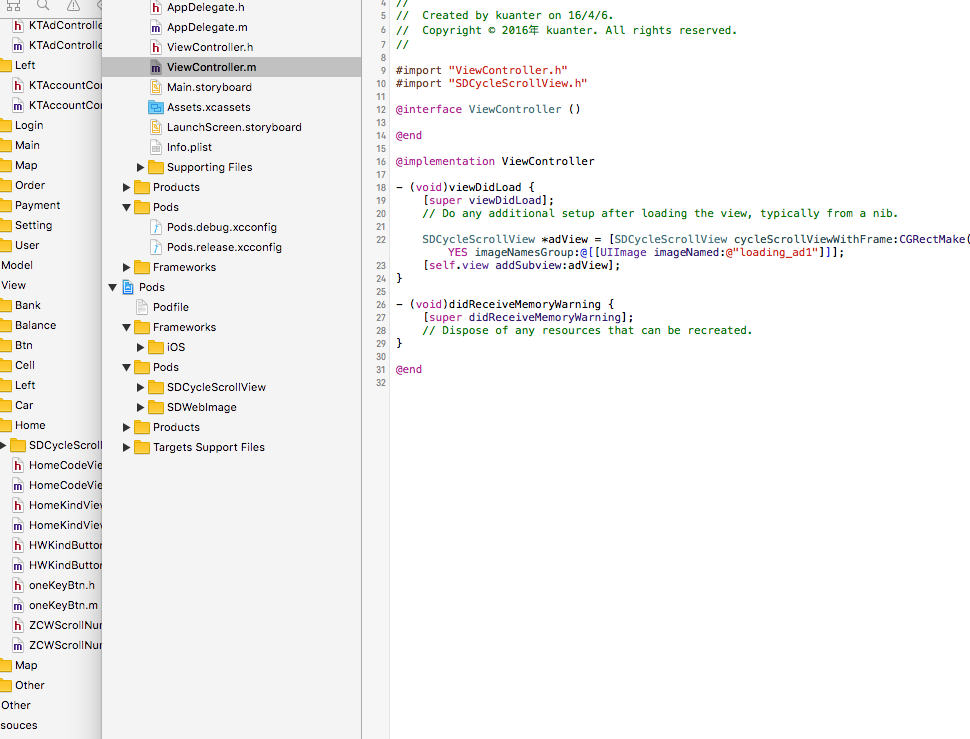 KTAdControlle
KTAdControlle
Left
KTAccountCor
KTAccountCor
Login
Main
Map
Order
Payment
Setting
User
Model
View
Bank
Balance
Btn
Cell
Left
Car
Home
SDCycleScroll
HomeCodeVie
HomeCodeVie
HomeKindView
HomeKindView
HWKindButton
HWKindButton
oneKeyBtn.h
oneKeyBtn.m
ZCWScrollNum
ZCWScrollNum
Map
Other
Other
souces
AppDelegate.h
AppDelegate.m
ViewController.h
ViewController.m
Main.storyboard
Assets.xcassets
LaunchScreen.storyboard
Info.plist
Supporting Files
Products
Pods
Pods.debug.xcconfig
Pods.release.xcconfig
Frameworks
Pods
Podfile
Frameworks
iOS
Pods
SDCycleScrollView
SDWebImage
Products
Targets Support Files
4 //
5 // Created by kuanter on 16/4/6.
6 // Copyright © 2016年 kuanter. All rights reserved.
7 //
8
9 #import "ViewController.h"
10 #import "SDCycleScrollView.h"
11
12 @interface ViewController ()
13
14 @end
15
16 @implementation ViewController
17
18 - (void)viewDidLoad {
19 [super viewDidLoad];
20 // Do any additional setup after loading the view, typically from a nib.
21
22 SDCycleScrollView *adView = [SDCycleScrollView cycleScrollViewWithFrame:CGRectMake(
YES imageNamesGroup:@[[UIImage imageNamed:@"loading_ad1"]]];
23 [self.view addSubview:adView];
24 }
25
26 - (void)didReceiveMemoryWarning {
27 [super didReceiveMemoryWarning];
28 // Dispose of any resources that can be recreated.
29 }
30
31 @end
32